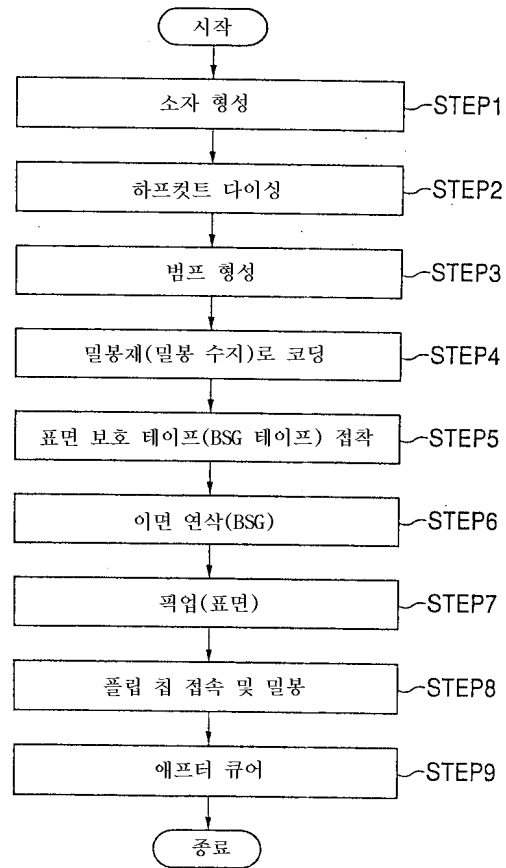 시작
소자 형성 STEP1
하프컷트 다이싱 STEP2
범프 형성 STEP3
밀봉재(밀봉 수지)로 코딩 STEP4
표면 보호 테이프(BSG 테이프) 접착 STEP5
이면 연삭(BSG) STEP6
픽업(표면) STEP7
플립 칩 접속 및 밀봉 STEP8
애프터 큐어 STEP9
종료